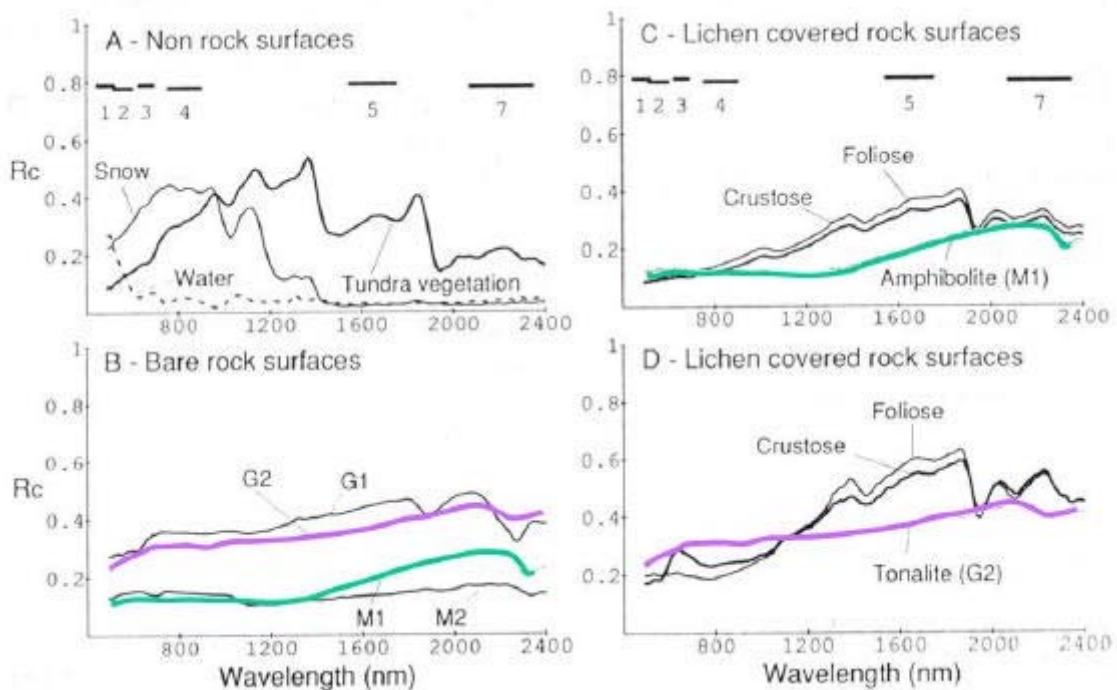 A - Non rock surfaces
1
0.8
0.6
Rc
0.4
0.2
1 2 3 4 5 7
Snow
Water
Tundra vegetation
800 1200 1600 2000 2400
B - Bare rock surfaces
1
0.8
0.6
Rc
0.4
0.2
G2 G1
M1 M2
800 1200 1600 2000 2400
Wavelength (nm)
C - Lichen covered rock surfaces
1
0.8
0.6
0.4
0.2
1 2 3 4 5 7
Foliose
Crustose
Amphibolite (M1)
800 1200 1600 2000 2400
D - Lichen covered rock surfaces
1
0.8
0.6
0.4
0.2
Foliose
Crustose
Tonalite (G2)
800 1200 1600 2000 2400
Wavelength (nm)